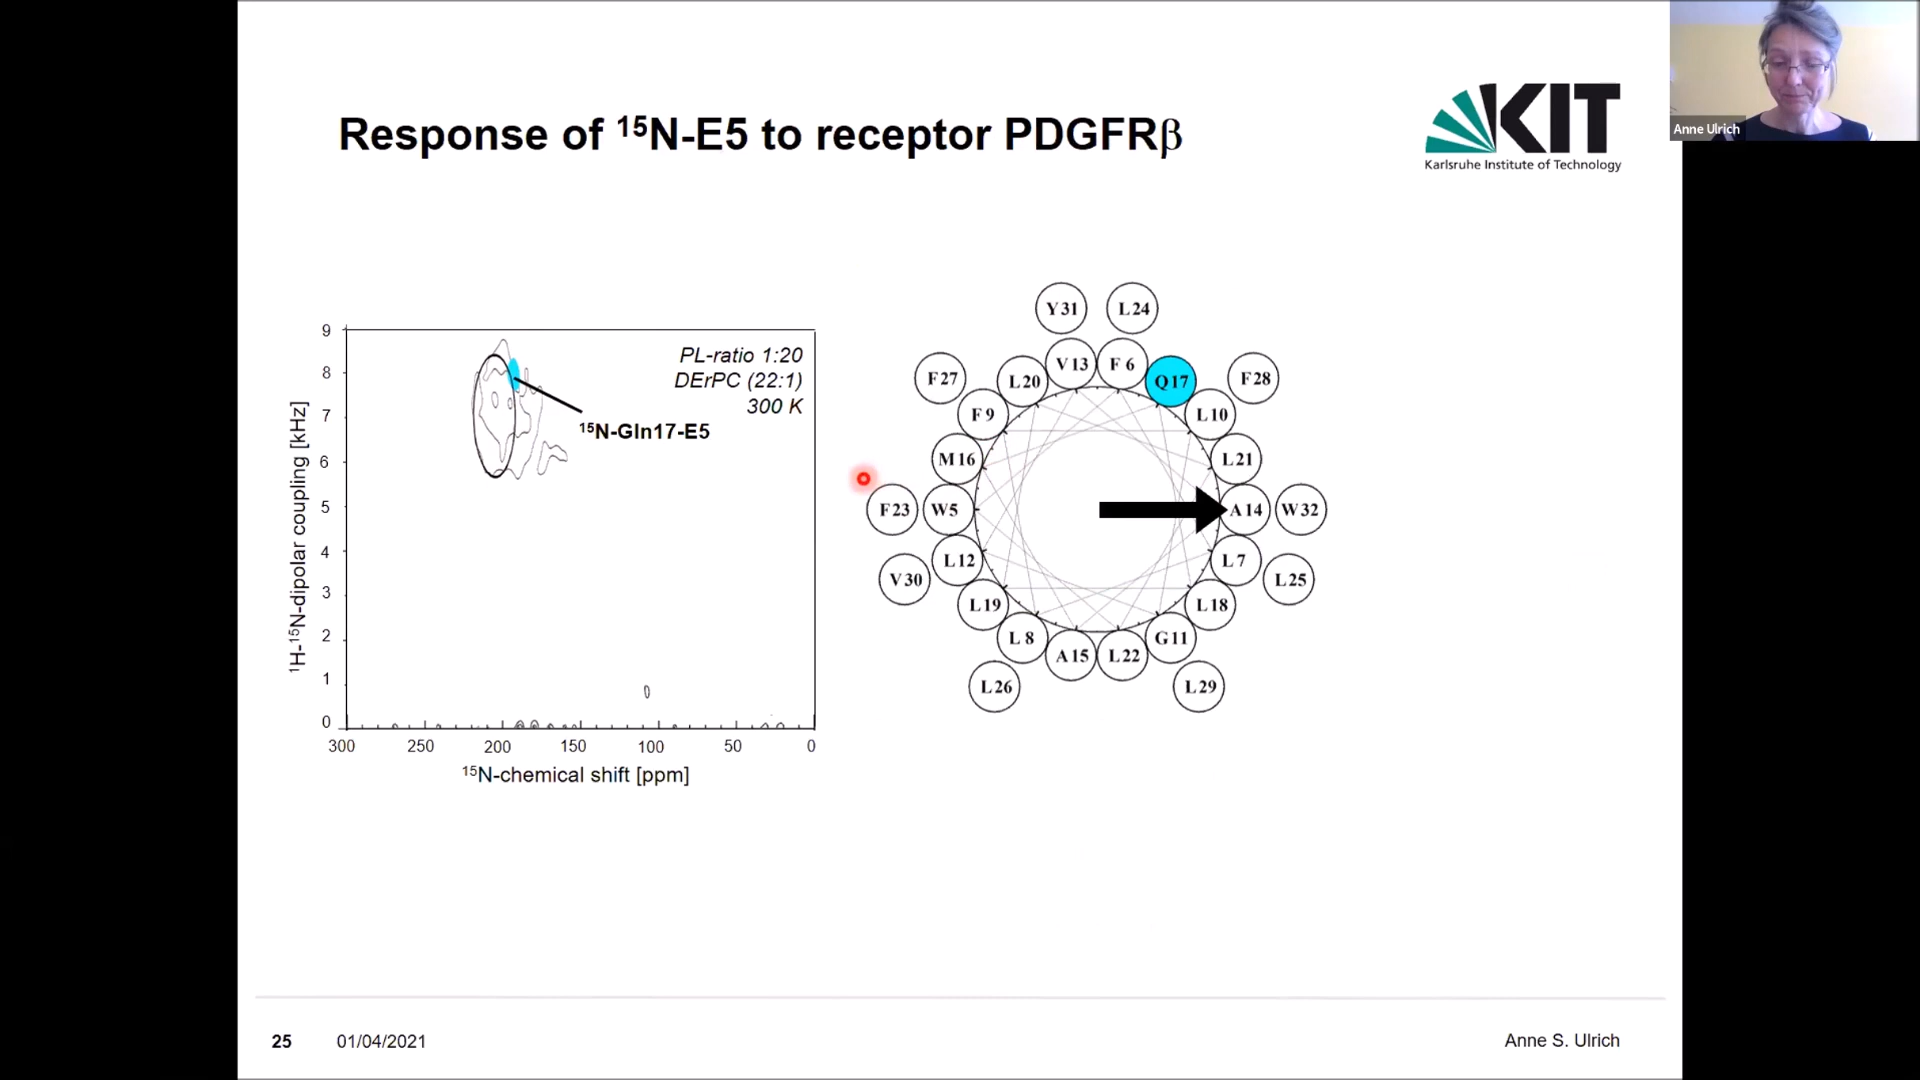 Response of ¹⁵N-E5 to receptor PDGFRβ
KIT
Karlsruhe Institute of Technology
Anne Ulrich
9
8
7
6
5
4
3
2
1
0
¹H-¹⁵N-dipolar coupling [kHz]
PL-ratio 1:20
DErPC (22:1)
300 K
¹⁵N-Gln17-E5
300 250 200 150 100 50 0
¹⁵N-chemical shift [ppm]
Y31 L24
V13 F6
F27 L20 Q17 F28
F9 L10
M16 L21
F23 W5 A14 W32
L12 L7
V30 L25
L19 L18
L8 G11
A15 L22
L26 L29
25 01/04/2021 Anne S. Ulrich